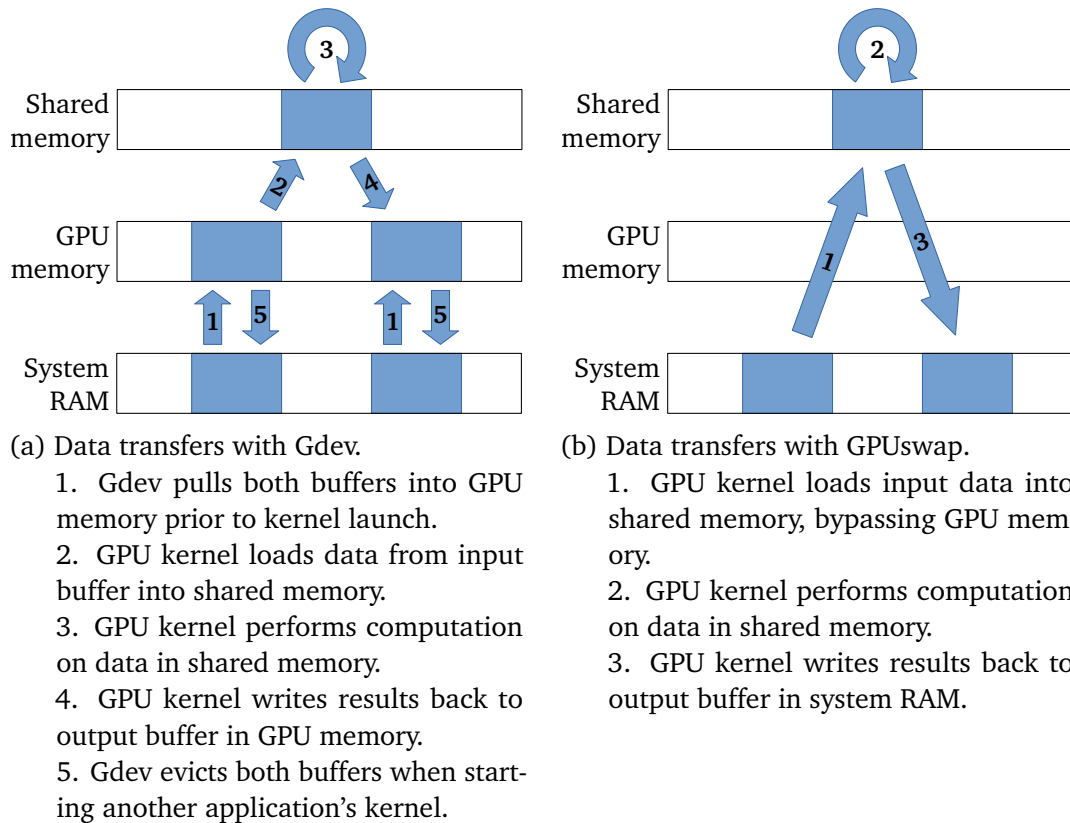 3
Shared
memory
2
4
GPU
memory
1
5
1
5
System
RAM
(a) Data transfers with Gdev.
1. Gdev pulls both buffers into GPU
memory prior to kernel launch.
2. GPU kernel loads data from input
buffer into shared memory.
3. GPU kernel performs computation
on data in shared memory.
4. GPU kernel writes results back to
output buffer in GPU memory.
5. Gdev evicts both buffers when start-
ing another application's kernel.
2
Shared
memory
GPU
memory
1
3
System
RAM
(b) Data transfers with GPUswap.
1. GPU kernel loads input data into
shared memory, bypassing GPU mem-
ory.
2. GPU kernel performs computation
on data in shared memory.
3. GPU kernel writes results back to
output buffer in system RAM.